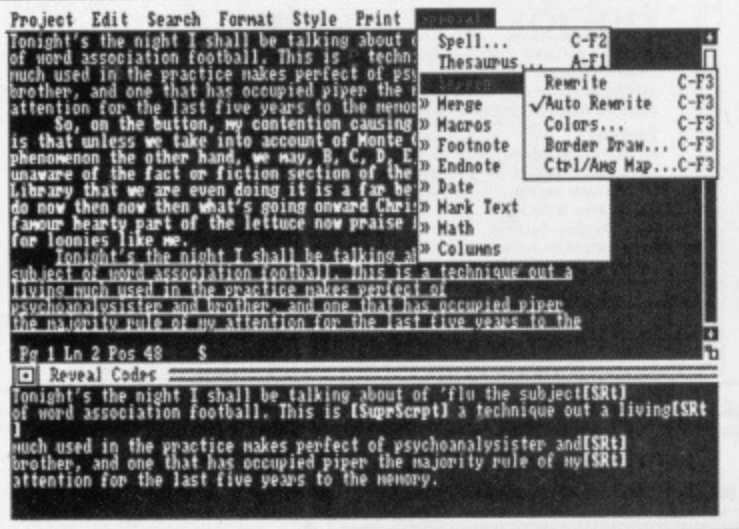 Project Edit Search Format Style Print Special
Tonight's the night I shall be talking about
of word association football. This is
much used in the practice makes perfect of psy
brother, and one that has occupied piper the
attention for the last five years to the memor
So, on the button, my contention causing
is that unless we take into account of Monte
phenomenon the other hand, we may, B, C, D, E,
unaware of the fact or fiction section of the
Library that we are even doing it is a far be
do now then now then what's going onward Chris
famour hearty part of the lettuce now praise
for loonies like me.
Tonight's the night I shall be talking a
subject of word association football. This is a technique out a
living much used in the practice makes perfect of
psychoanalysister and brother, and one that has occupied piper
the majority rule of my attention for the last five years to the
Spell... C-F2
Thesaurus... A-F1
Screen
» Merge
» Macros
» Footnote
» Endnote
» Date
» Mark Text
» Math
» Columns
Rewrite C-F3
✓Auto Rewrite C-F3
Colors... C-F3
Border Draw... C-F3
Ctrl/Amg Map...C-F3
Pg 1 Ln 2 Pos 48 S
Reveal Codes
Tonight's the night I shall be talking about of 'flu the subject[SRt]
of word association football. This is [SuprScrpt] a technique out a living[SRt
]
much used in the practice makes perfect of psychoanalysister and[SRt]
brother, and one that has occupied piper the majority rule of my[SRt]
attention for the last five years to the memory.